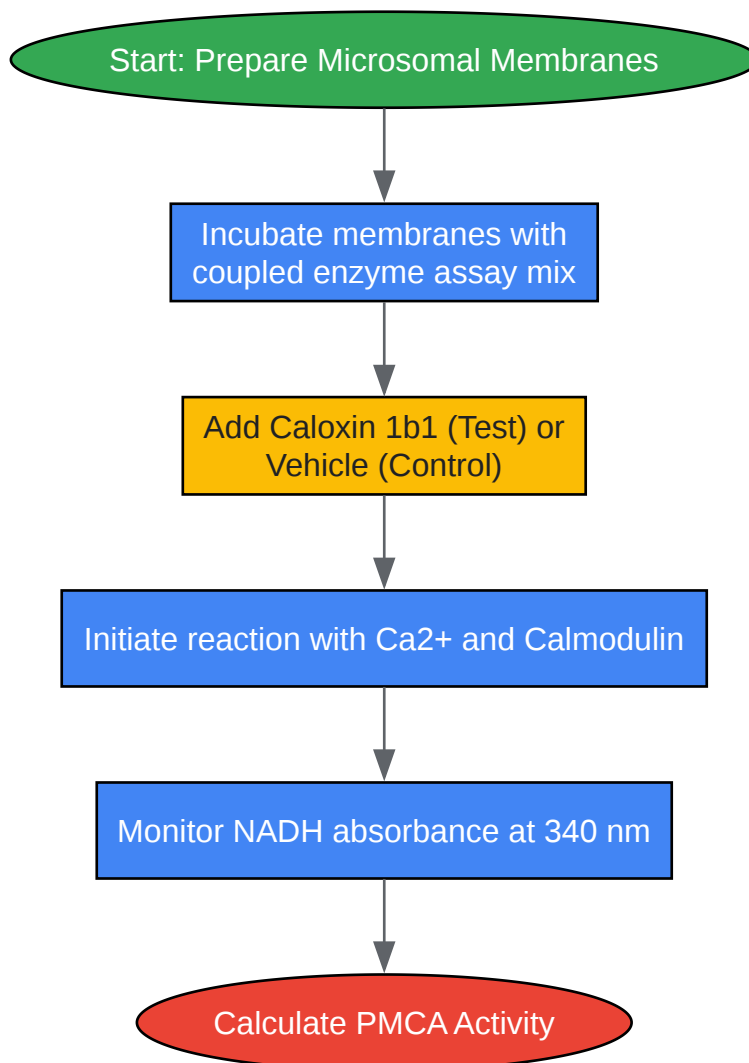 Start: Prepare Microsomal Membranes
Incubate membranes with
coupled enzyme assay mix
Add Caloxin 1b1 (Test) or
Vehicle (Control)
Initiate reaction with Ca2+ and Calmodulin
Monitor NADH absorbance at 340 nm
Calculate PMCA Activity